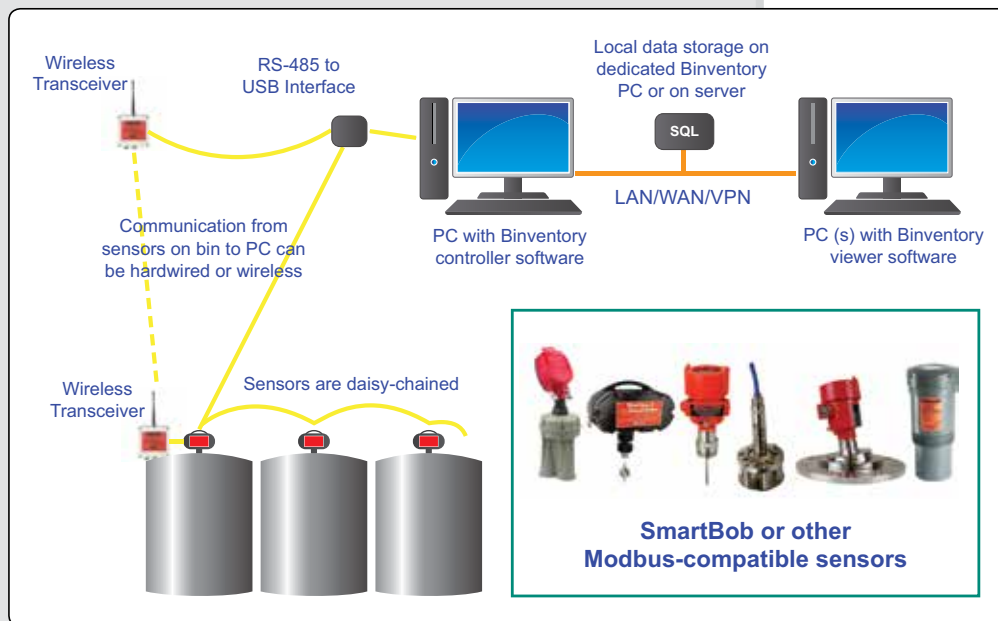 Wireless
Transceiver
RS-485 to
USB Interface
Local data storage on
dedicated Binventory
PC or on server
SQL
LAN/WAN/VPN
Communication from
sensors on bin to PC can
be hardwired or wireless
PC with Binventory
controller software
PC (s) with Binventory
viewer software
Wireless
Transceiver
Sensors are daisy-chained
SmartBob or other
Modbus-compatible sensors